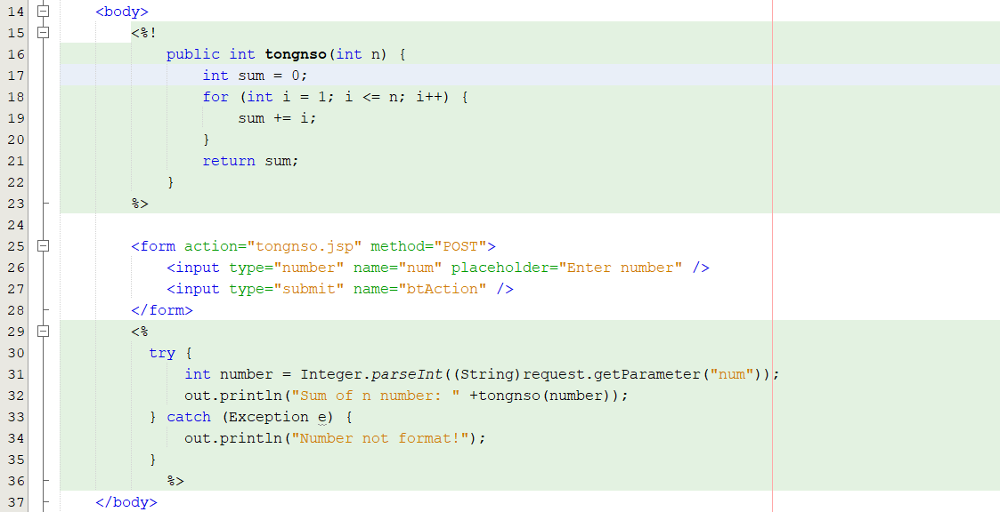 14 <body>
15 <%!
16 public int tongnso(int n) {
17 int sum = 0;
18 for (int i = 1; i <= n; i++) {
19 sum += i;
20 }
21 return sum;
22 }
23 %>
24
25 <form action="tongnso.jsp" method="POST">
26 <input type="number" name="num" placeholder="Enter number" />
27 <input type="submit" name="btAction" />
28 </form>
29 <%
30 try {
31 int number = Integer.parseInt((String)request.getParameter("num"));
32 out.println("Sum of n number: " +tongnso(number));
33 } catch (Exception e) {
34 out.println("Number not format!");
35 }
36 %>
37 </body>